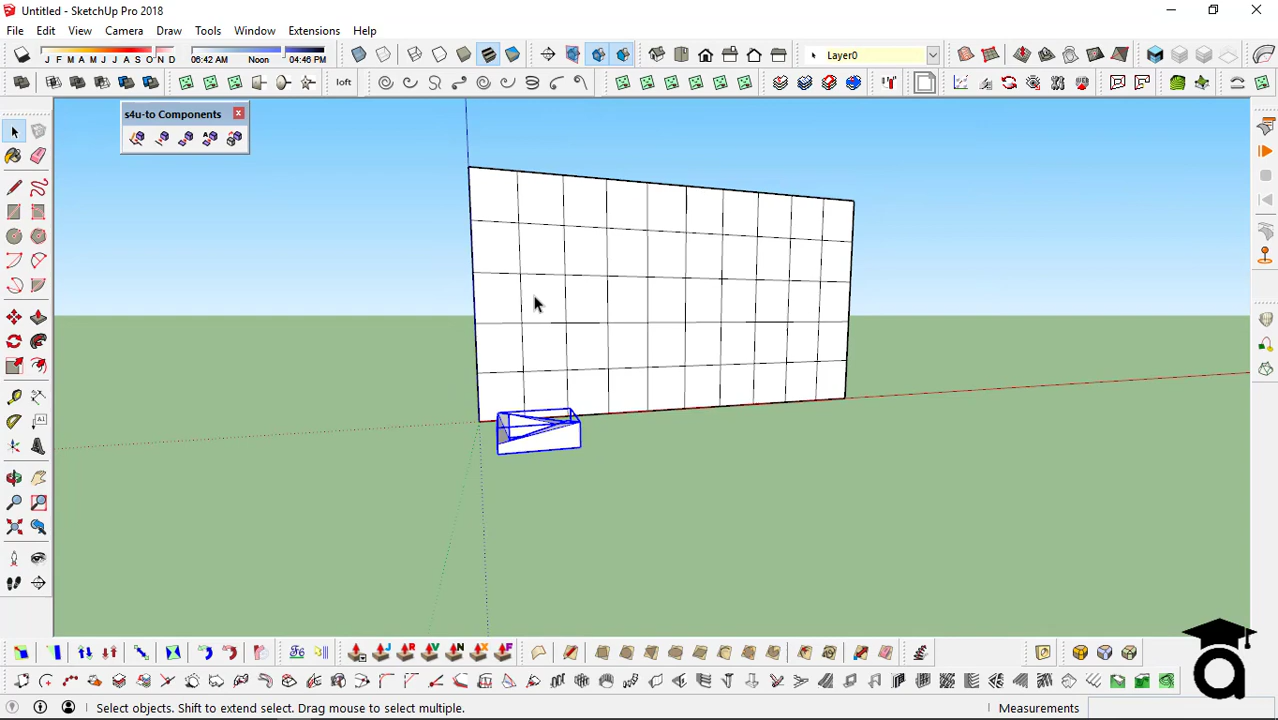 Untitled - SketchUp Pro 2018
File Edit View Camera Draw Tools Window Extensions Help
J F M A M J J A S O N D
06:42 AM Noon 04:46 PM
Layer0
loft
s4u-to Components
A1
J R V N X F
Select objects. Shift to extend select. Drag mouse to select multiple.
Measurements